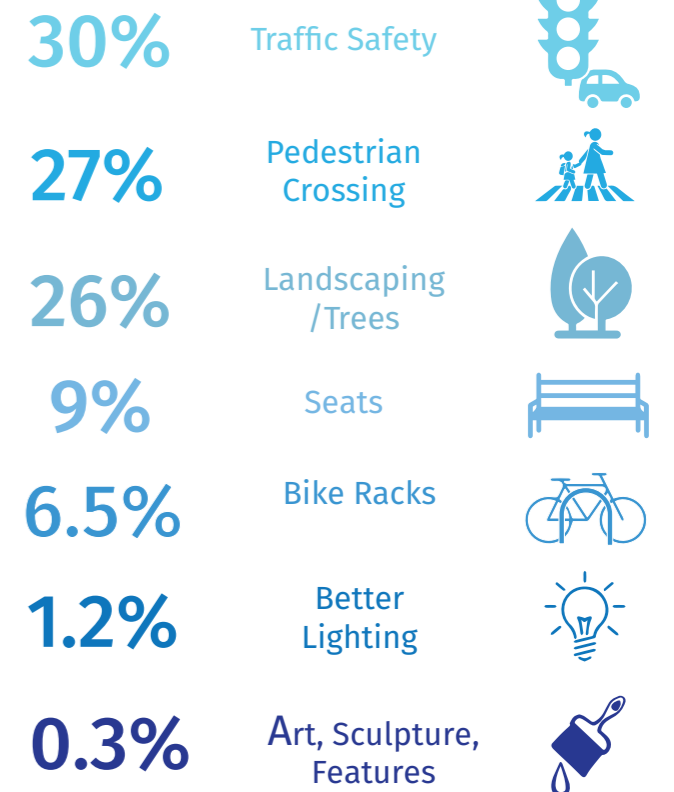 30% Traffic Safety
27% Pedestrian
Crossing
26% Landscaping
/Trees
9% Seats
6.5% Bike Racks
1.2% Better
Lighting
0.3% Art, Sculpture,
Features